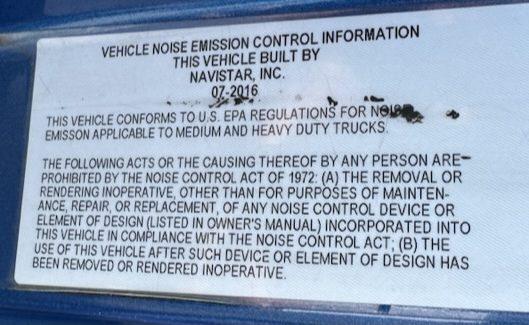 VEHICLE NOISE EMISSION CONTROL INFORMATION
THIS VEHICLE BUILT BY
NAVISTAR, INC.
07-2016
THIS VEHICLE CONFORMS TO U.S. EPA REGULATIONS FOR NOISE
EMISSON APPLICABLE TO MEDIUM AND HEAVY DUTY TRUCKS.
THE FOLLOWING ACTS OR THE CAUSING THEREOF BY ANY PERSON ARE
PROHIBITED BY THE NOISE CONTROL ACT OF 1972: (A) THE REMOVAL OR
RENDERING INOPERATIVE, OTHER THAN FOR PURPOSES OF MAINTEN-
ANCE, REPAIR, OR REPLACEMENT, OF ANY NOISE CONTROL DEVICE OR
ELEMENT OF DESIGN (LISTED IN OWNER'S MANUAL) INCORPORATED INTO
THIS VEHICLE IN COMPLIANCE WITH THE NOISE CONTROL ACT; (B) THE
USE OF THIS VEHICLE AFTER SUCH DEVICE OR ELEMENT OF DESIGN HAS
BEEN REMOVED OR RENDERED INOPERATIVE.